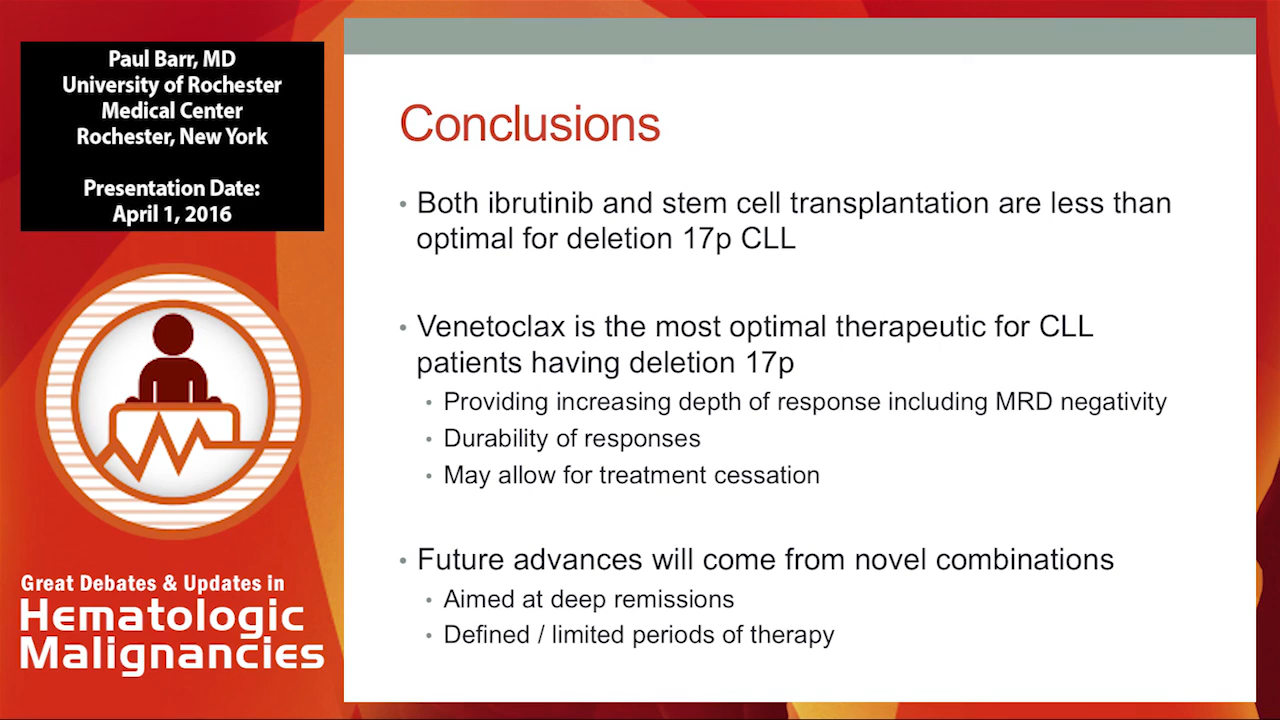 Paul Barr, MD
University of Rochester
Medical Center
Rochester, New York
Presentation Date:
April 1, 2016
Great Debates & Updates in
Hematologic
Malignancies
Conclusions
• Both ibrutinib and stem cell transplantation are less than
optimal for deletion 17p CLL
• Venetoclax is the most optimal therapeutic for CLL
patients having deletion 17p
• Providing increasing depth of response including MRD negativity
• Durability of responses
• May allow for treatment cessation
• Future advances will come from novel combinations
• Aimed at deep remissions
• Defined / limited periods of therapy